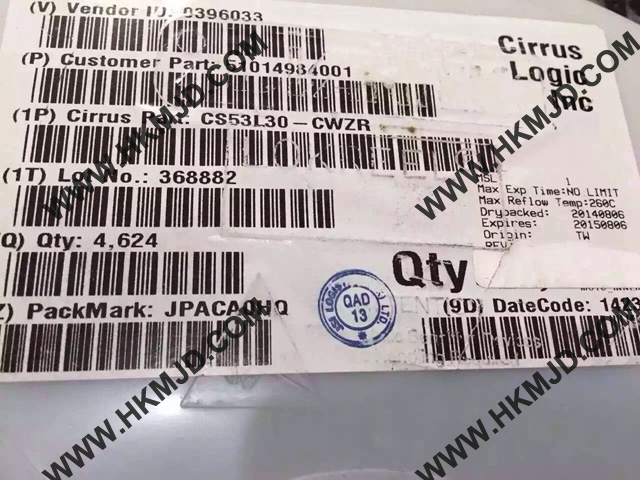 (V) Vendor ID: 0396033
Cirrus
Logic
Inc
(P) Customer Part: 51014984001
(1P) Cirrus Part: CS53L30-CWZR
(1T) Lot No.: 368882
MSL 1
Max Exp Time:NO LIMIT
Max Reflow Temp:260C
Drypacked: 20140806
Expires: 20150806
Origin: TW
REV
Q) Qty: 4,624
Qty
Z) PackMark: JPACAQHQ
QAD
13
LTD.
(9D) DateCode:
WWW.HKMJD.COM
WWW.HKMJD.COM
WWW.HKMJD.COM
WWW.HKMJD.COM
WWW.HKMJD.COM
WWW.HKMJD.COM